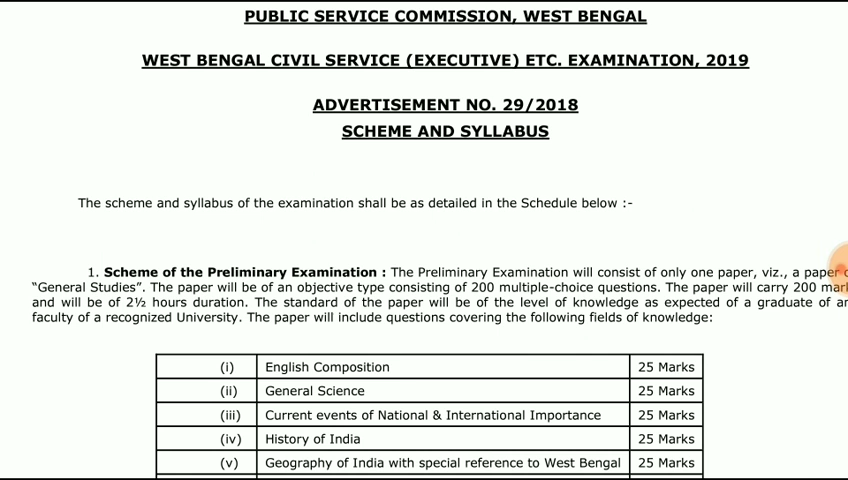 PUBLIC SERVICE COMMISSION, WEST BENGAL
WEST BENGAL CIVIL SERVICE (EXECUTIVE) ETC. EXAMINATION, 2019
ADVERTISEMENT NO. 29/2018
SCHEME AND SYLLABUS
The scheme and syllabus of the examination shall be as detailed in the Schedule below :-
1. Scheme of the Preliminary Examination : The Preliminary Examination will consist of only one paper, viz., a paper
“General Studies”. The paper will be of an objective type consisting of 200 multiple-choice questions. The paper will carry 200
and will be of 2½ hours duration. The standard of the paper will be of the level of knowledge as expected of a graduate of
faculty of a recognized University. The paper will include questions covering the following fields of knowledge:
(i) English Composition 25 Marks
(ii) General Science 25 Marks
(iii) Current events of National & International Importance 25 Marks
(iv) History of India 25 Marks
(v) Geography of India with special reference to West Bengal 25 Marks